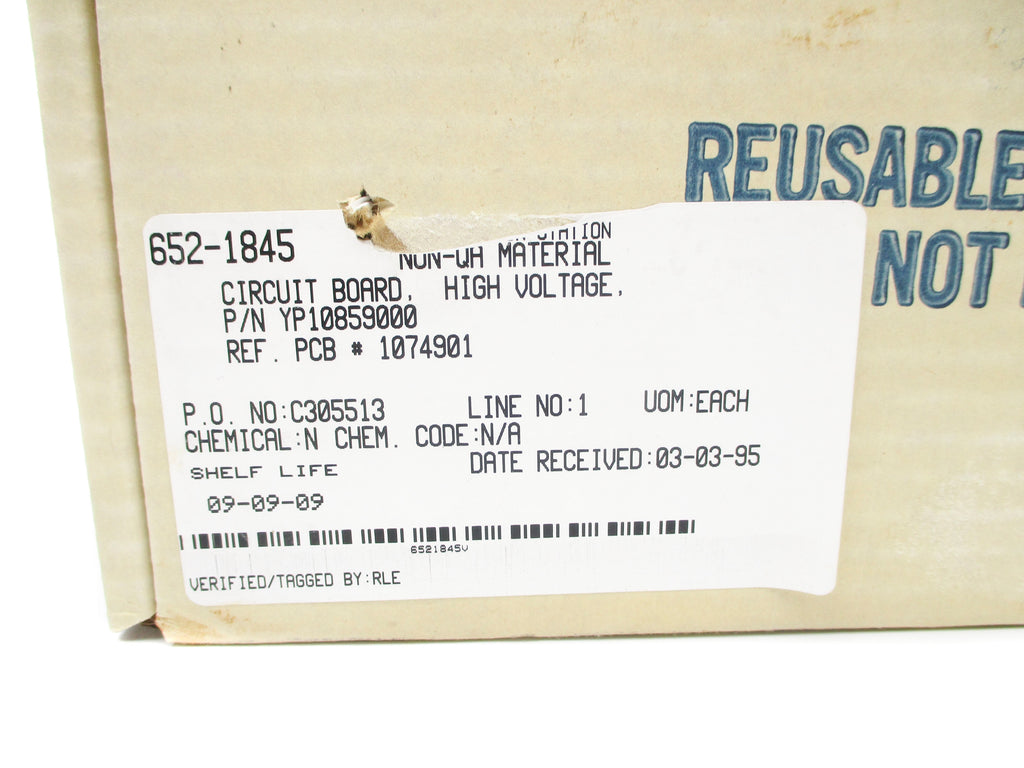 REUSABLE
NOT
652-1845
NON-QA MATERIAL
CIRCUIT BOARD, HIGH VOLTAGE,
P/N YP10859000
REF. PCB # 1074901
P.O. NO:C305513 LINE NO:1 UOM:EACH
CHEMICAL:N CHEM. CODE:N/A
DATE RECEIVED:03-03-95
SHELF LIFE
09-09-09
6521845V
VERIFIED/TAGGED BY:RLE